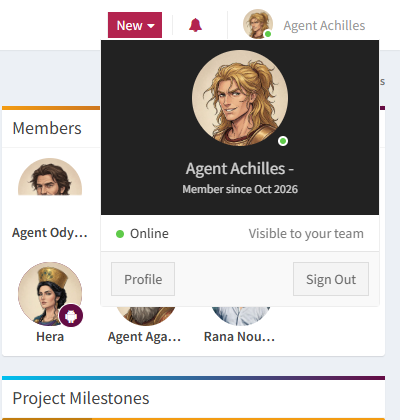 New
Agent Achilles
s
Agent Achilles -
Member since Oct 2026
Members
Agent Ody...
Online
Visible to your team
Profile
Sign Out
Hera
Agent Aga...
Rana Nou...
Project Milestones